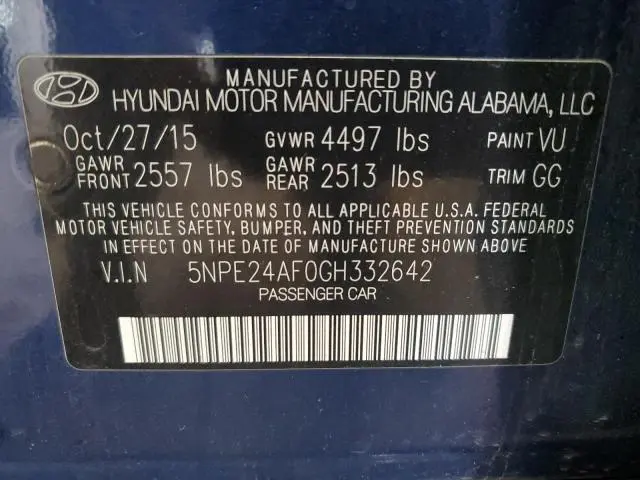 MANUFACTURED BY
HYUNDAI MOTOR MANUFACTURING ALABAMA, LLC
Oct/27/15 GVWR 4497 lbs PAINT VU
GAWR FRONT 2557 lbs GAWR REAR 2513 lbs TRIM GG
THIS VEHICLE CONFORMS TO ALL APPLICABLE U.S.A. FEDERAL
MOTOR VEHICLE SAFETY, BUMPER, AND THEFT PREVENTION STANDARDS
IN EFFECT ON THE DATE OF MANUFACTURE SHOWN ABOVE.
V.I.N 5NPE24AF0GH332642
PASSENGER CAR